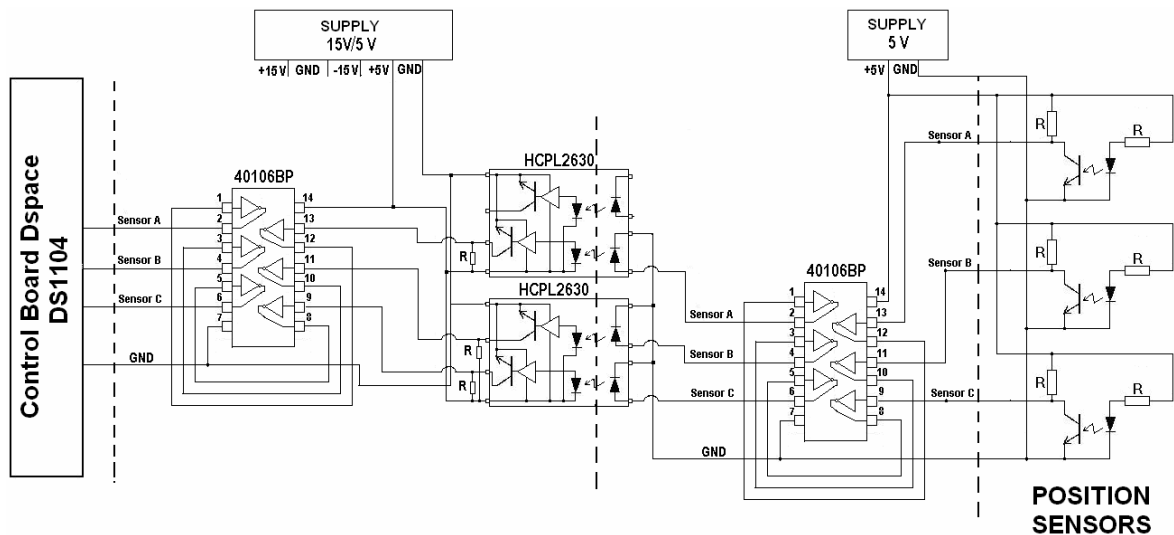 SUPPLY
15V/5 V
+15V GND -15V +5V GND
SUPPLY
5 V
+5V GND
Control Board Dspace
DS1104
40106BP
1 14
2 13
3 12
4 11
5 10
6 9
7 8
Sensor A
Sensor B
Sensor C
GND
HCPL2630
R
HCPL2630
R
R
40106BP
1 14
2 13
3 12
4 11
5 10
6 9
7 8
Sensor A
Sensor B
Sensor C
GND
Sensor A
R
R
Sensor B
R
R
Sensor C
R
R
POSITION
SENSORS